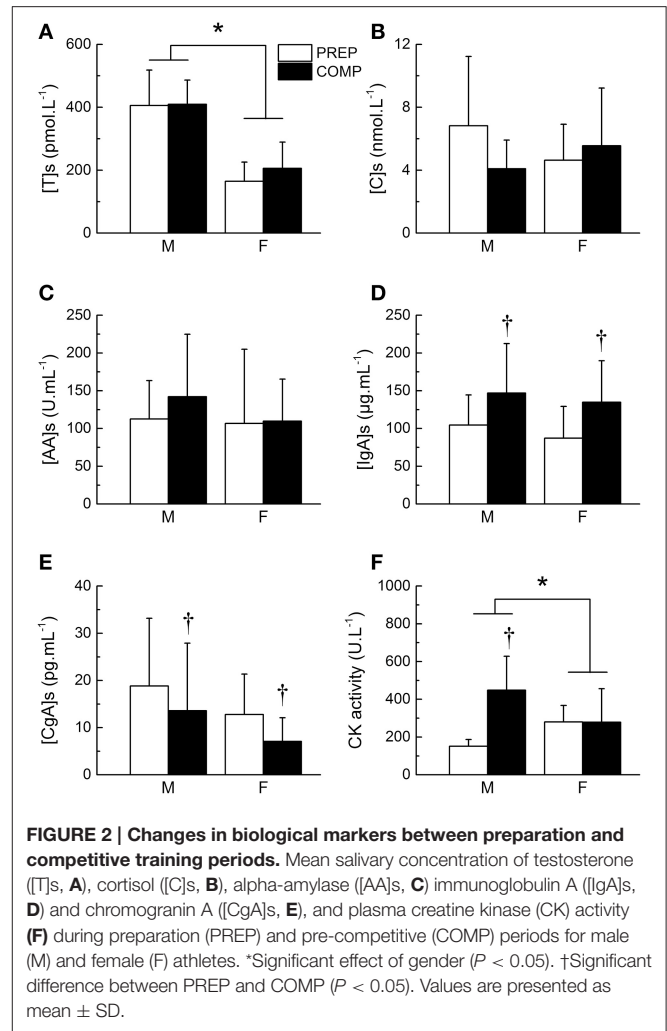 A
B
600
400
200
0
[T]s (pmol.L⁻¹)
*
PREP
COMP
M
F
12
8
4
0
[C]s (nmol.L⁻¹)
M
F
C
D
250
200
150
100
50
0
[AA]s (U.mL⁻¹)
M
F
250
200
150
100
50
0
[IgA]s (µg.mL⁻¹)
†
†
M
F
E
F
40
30
20
10
0
[CgA]s (pg.mL⁻¹)
†
†
M
F
1000
800
600
400
200
0
CK activity (U.L⁻¹)
*
†
M
F
FIGURE 2 | Changes in biological markers between preparation and
competitive training periods. Mean salivary concentration of testosterone
([T]s, A), cortisol ([C]s, B), alpha-amylase ([AA]s, C) immunoglobulin A ([IgA]s,
D) and chromogranin A ([CgA]s, E), and plasma creatine kinase (CK) activity
(F) during preparation (PREP) and pre-competitive (COMP) periods for male
(M) and female (F) athletes. *Significant effect of gender (P < 0.05). †Significant
difference between PREP and COMP (P < 0.05). Values are presented as
mean ± SD.